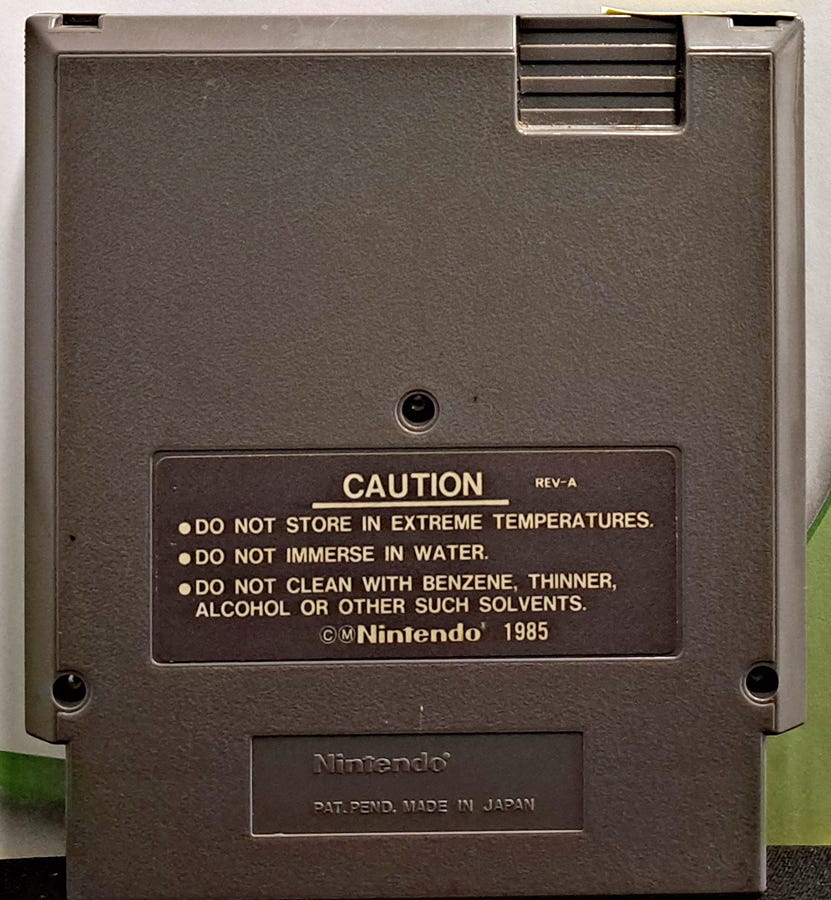 CAUTION REV-A
●DO NOT STORE IN EXTREME TEMPERATURES.
●DO NOT IMMERSE IN WATER.
●DO NOT CLEAN WITH BENZENE, THINNER,
ALCOHOL OR OTHER SUCH SOLVENTS.
ⒸⓂNintendo® 1985
Nintendo®
PAT. PEND. MADE IN JAPAN